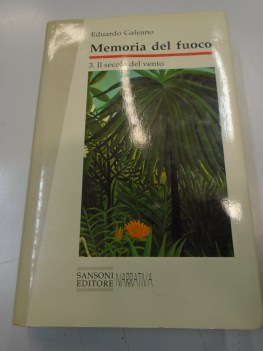 Eduardo Galeano
Memoria del fuoco
3. Il secolo del vento
SANSONI
EDITORE NARRATIVA